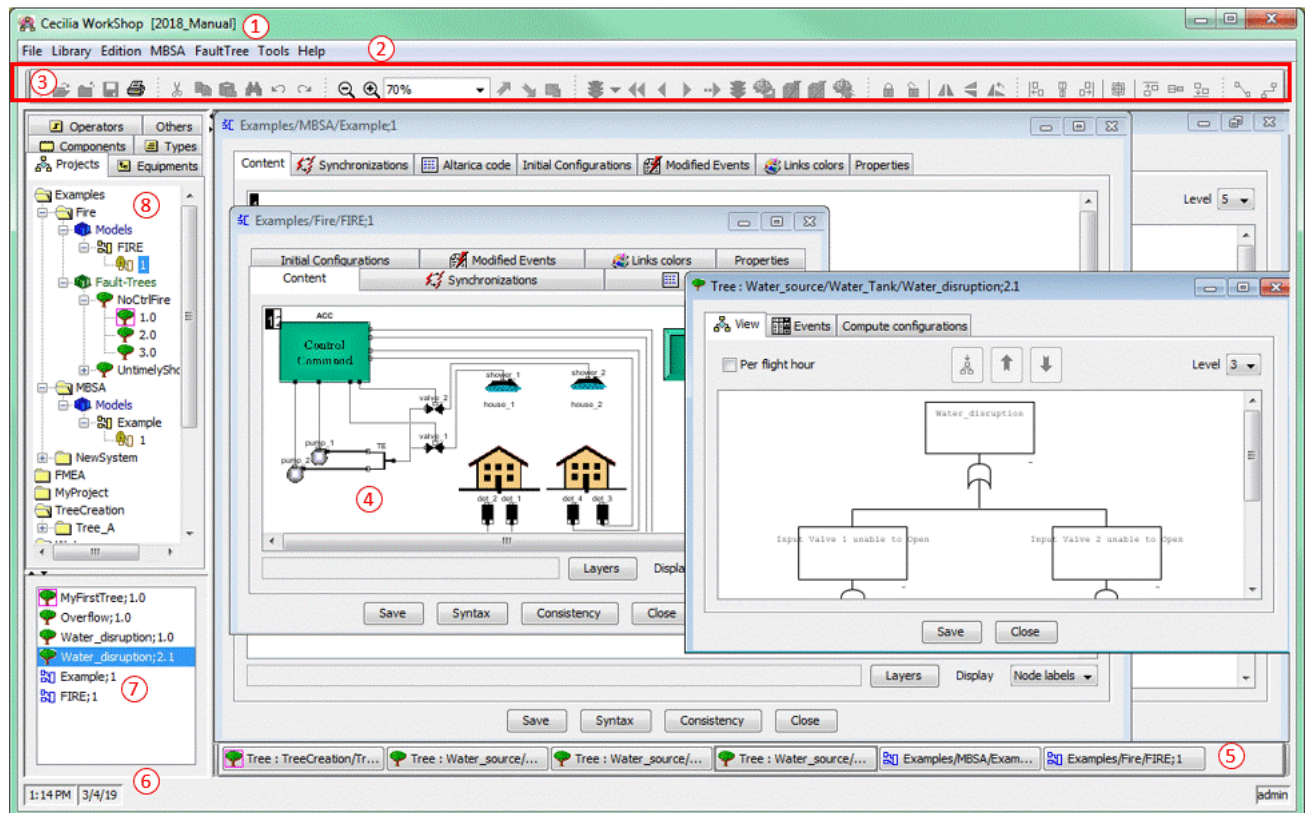 Cecilia WorkShop [2018_Manual] 1
File Library Edition MBSA FaultTree Tools Help 2
3 70%
Operators Others
Components Types
Projects Equipments
Examples 8
Fire
Models
FIRE
1
Fault-Trees
NoCtrlFire
1.0
2.0
3.0
UntimelySho
MBSA
Models
Example
1
NewSystem
FMEA
MyProject
TreeCreation
Tree_A
MyFirstTree;1.0
Overflow;1.0
Water_disruption;1.0
Water_disruption;2.1
Example;1
FIRE;1
7
6
1:14 PM 3/4/19
Examples/MBSA/Example;1
Content Synchronizations Altarica code Initial Configurations Modified Events Links colors Properties
Level 5
Examples/Fire/FIRE;1
Initial Configurations Modified Events Links colors Properties
Content Synchronizations
1 2
ACC
Control
Command
shower_1 shower_2
valve_2
house_1 house_2
valve_1
pump_1 T6
pump_2
4
det_2 det_1 det_4 det_3
Layers Displa
Save Syntax Consistency Close
Tree : Water_source/Water_Tank/Water_disruption;2.1
View Events Compute configurations
Per flight hour Level 3
Water_disruption
Input Valve 1 unable to Open Input Valve 2 unable to Open
Save Close
Layers Display Node labels
Save Syntax Consistency Close
Tree : TreeCreation/Tr... Tree : Water_source/... Tree : Water_source/... Tree : Water_source/... Examples/MBSA/Exam... Examples/Fire/FIRE;1 5
admin